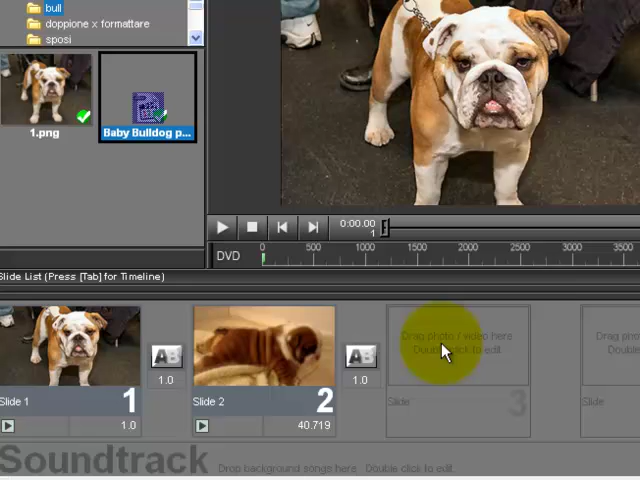 bull
doppione x formattare
sposi
1.png
Baby Bulldog p...
0:00.00
1
DVD
0
500
1000
1500
2000
2500
3000
3500
Slide List (Press [Tab] for Timeline)
AB
1.0
AB
1.0
Drag photo / video here
Double click to edit.
Drag pho
Double
Slide 1
1
Slide 2
2
Slide
3
Slide
1.0
40.719
Soundtrack
Drop background songs here. Double click to edit.